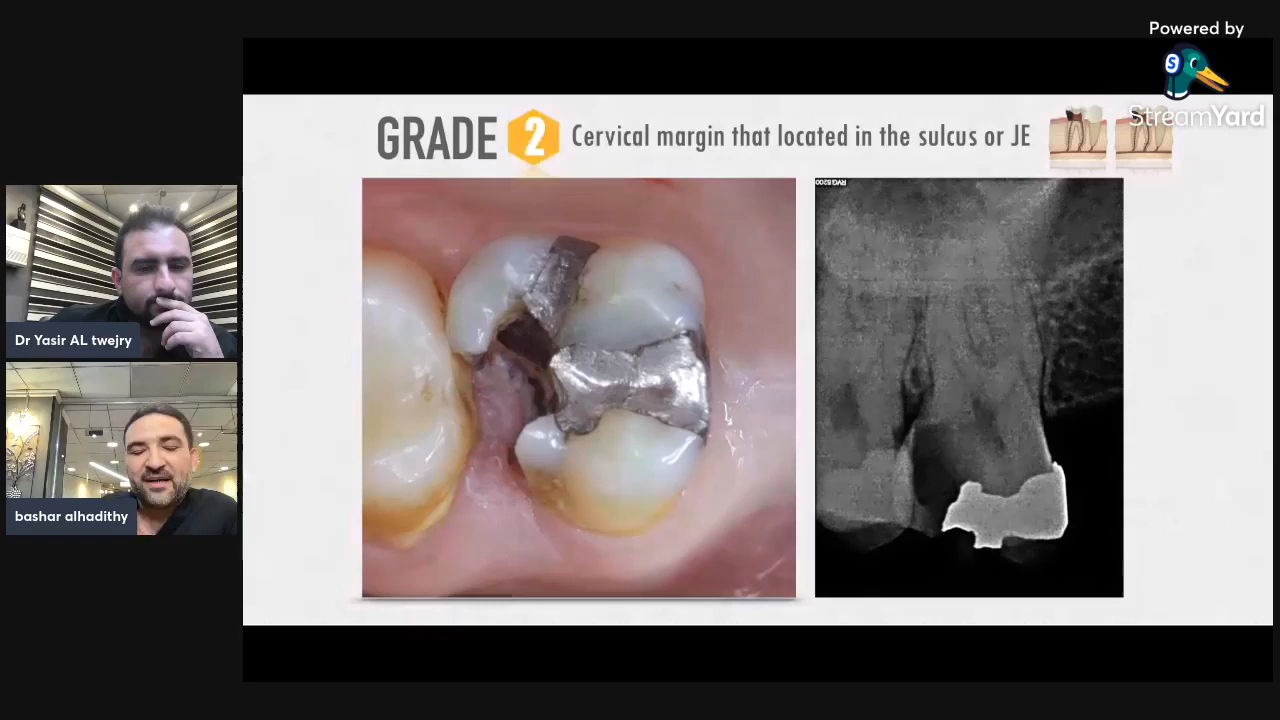 Powered by
StreamYard
GRADE 2 Cervical margin that located in the sulcus or JE
RVG5200
Dr Yasir AL twejry
bashar alhadithy